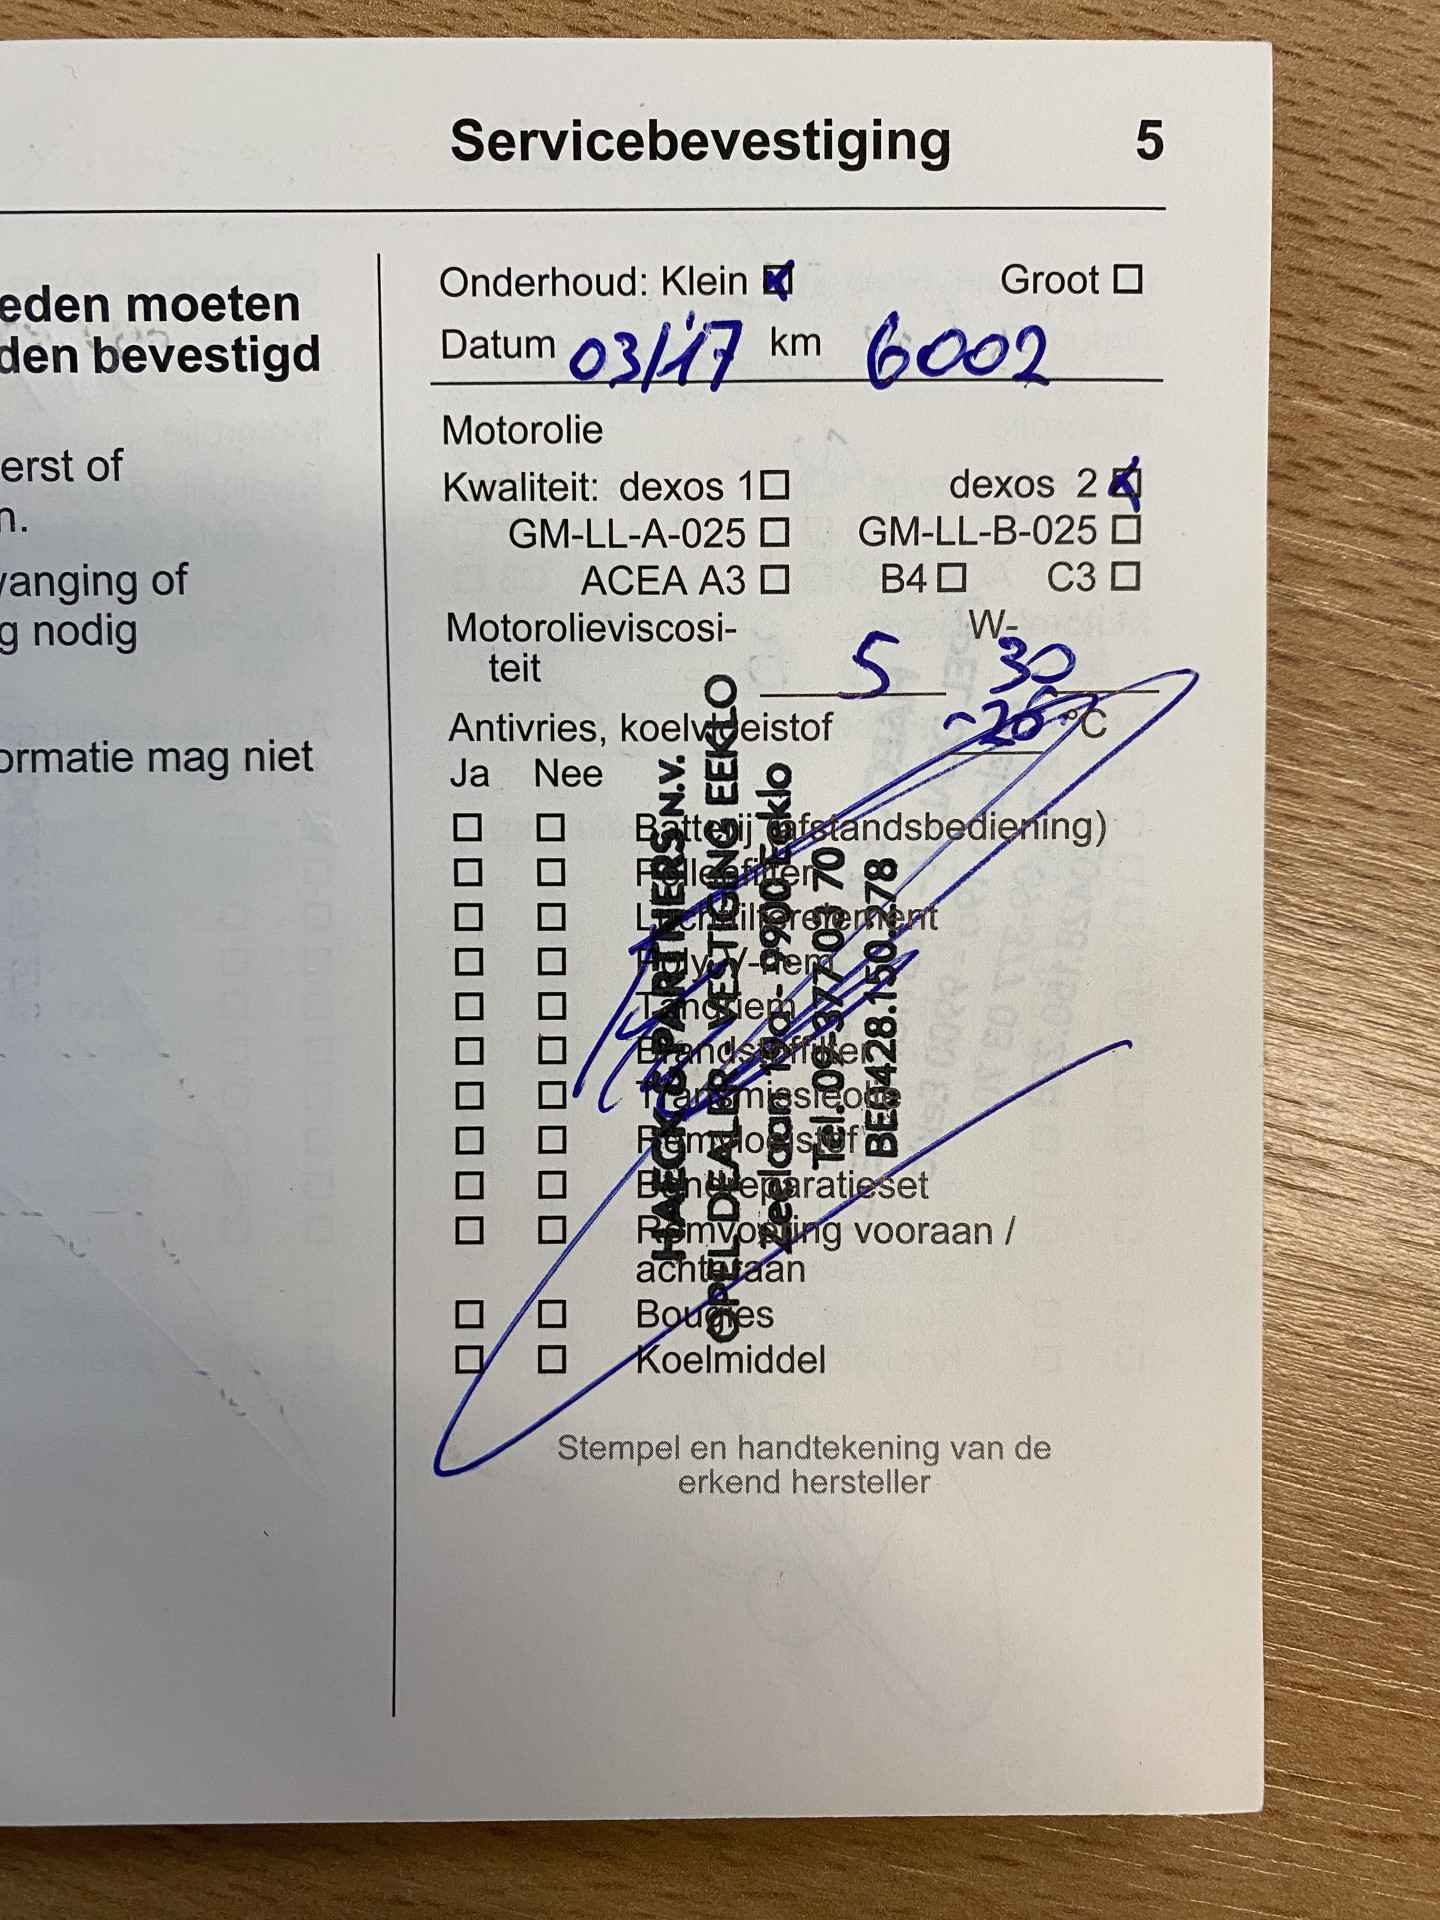 Servicebevestiging 5
eden moeten
den bevestigd
erst of
n.
vanging of
g nodig
ormatie mag niet
Onderhoud: Klein Groot
Datum 03/'17 km 6002
Motorolie
Kwaliteit: dexos 1 dexos 2
GM-LL-A-025 GM-LL-B-025
ACEA A3 B4 C3
Motorolieviscosi- W-
teit 5 30
Antivries, koelvloeistof -26 °C
Ja Nee
Batterij (afstandsbediening)
Pollenfilter
Luchtfilterelement
Poly-V-riem
Tandriem
Brandstoffilter
Transmissieolie
Remvloeistof
Bandreparatieset
Remvoering vooraan /
achteraan
Bougies
Koelmiddel
Stempel en handtekening van de
erkend hersteller
HAECK & PARTNERS N.V.
OPEL DEALER - VESTIGING EEKLO
9900 Eeklo
Tel. 09-377 03 70
BE0428.150.278